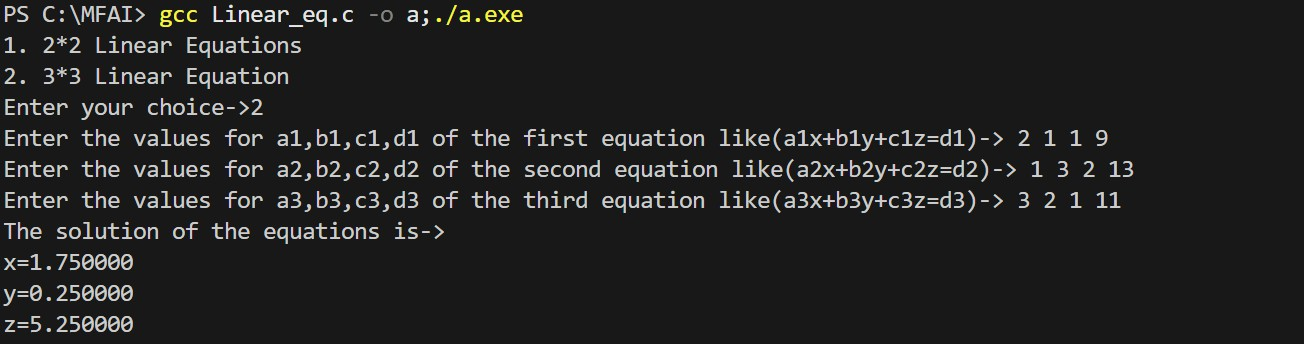 PS C:\MFAI> gcc Linear_eq.c -o a;./a.exe
1. 2*2 Linear Equations
2. 3*3 Linear Equation
Enter your choice->2
Enter the values for a1,b1,c1,d1 of the first equation like(a1x+b1y+c1z=d1)-> 2 1 1 9
Enter the values for a2,b2,c2,d2 of the second equation like(a2x+b2y+c2z=d2)-> 1 3 2 13
Enter the values for a3,b3,c3,d3 of the third equation like(a3x+b3y+c3z=d3)-> 3 2 1 11
The solution of the equations is->
x=1.750000
y=0.250000
z=5.250000